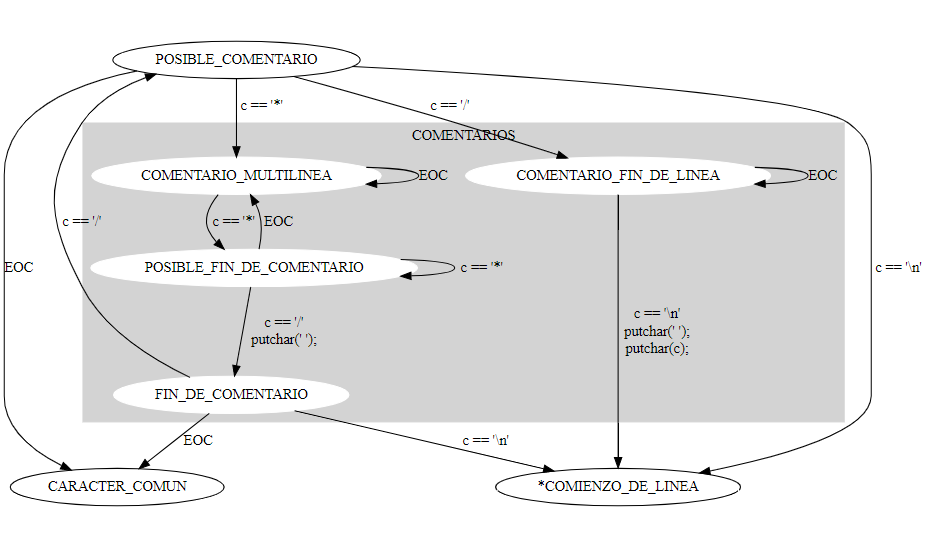 POSIBLE_COMENTARIO
c == '*'
c == '/'
COMENTARIOS
COMENTARIO_MULTILINEA
EOC
COMENTARIO_FIN_DE_LINEA
EOC
c == '/'
c == '*'
EOC
EOC
POSIBLE_FIN_DE_COMENTARIO
c == '*'
c == '\n'
c == '/'
putchar(' ');
c == '\n'
putchar(' ');
putchar(c);
FIN_DE_COMENTARIO
EOC
c == '\n'
CARACTER_COMUN
*COMIENZO_DE_LINEA